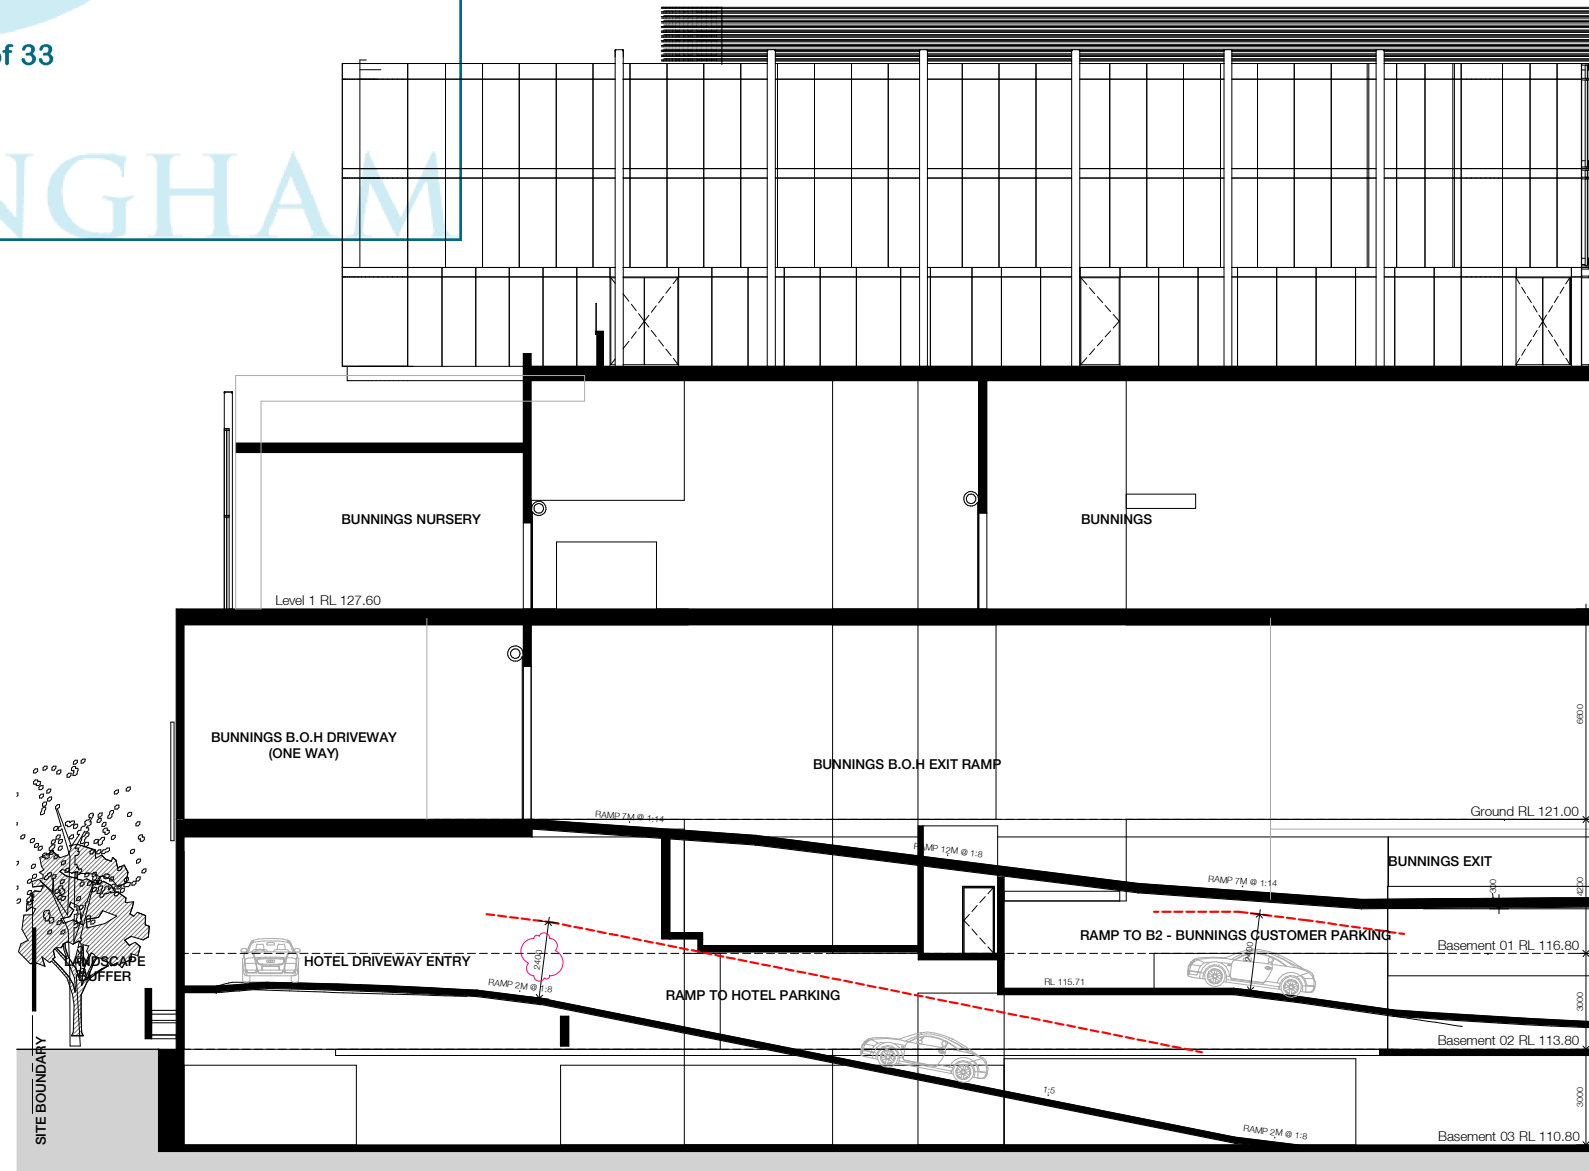 of 33
NGHAM
BUNNINGS NURSERY
BUNNINGS
Level 1 RL 127.60
6600
BUNNINGS B.O.H DRIVEWAY
(ONE WAY)
BUNNINGS B.O.H EXIT RAMP
Ground RL 121.00
RAMP 7M @ 1:14
RAMP 12M @ 1:8
BUNNINGS EXIT
RAMP 7M @ 1:14
300
4200
RAMP TO B2 - BUNNINGS CUSTOMER PARKING
Basement 01 RL 116.80
2400
2400
LANDSCAPE
BUFFER
HOTEL DRIVEWAY ENTRY
RAMP 2M @ 1:8
RAMP TO HOTEL PARKING
RL 115.71
3000
Basement 02 RL 113.80
SITE BOUNDARY
1:5
3000
RAMP 2M @ 1:8
Basement 03 RL 110.80